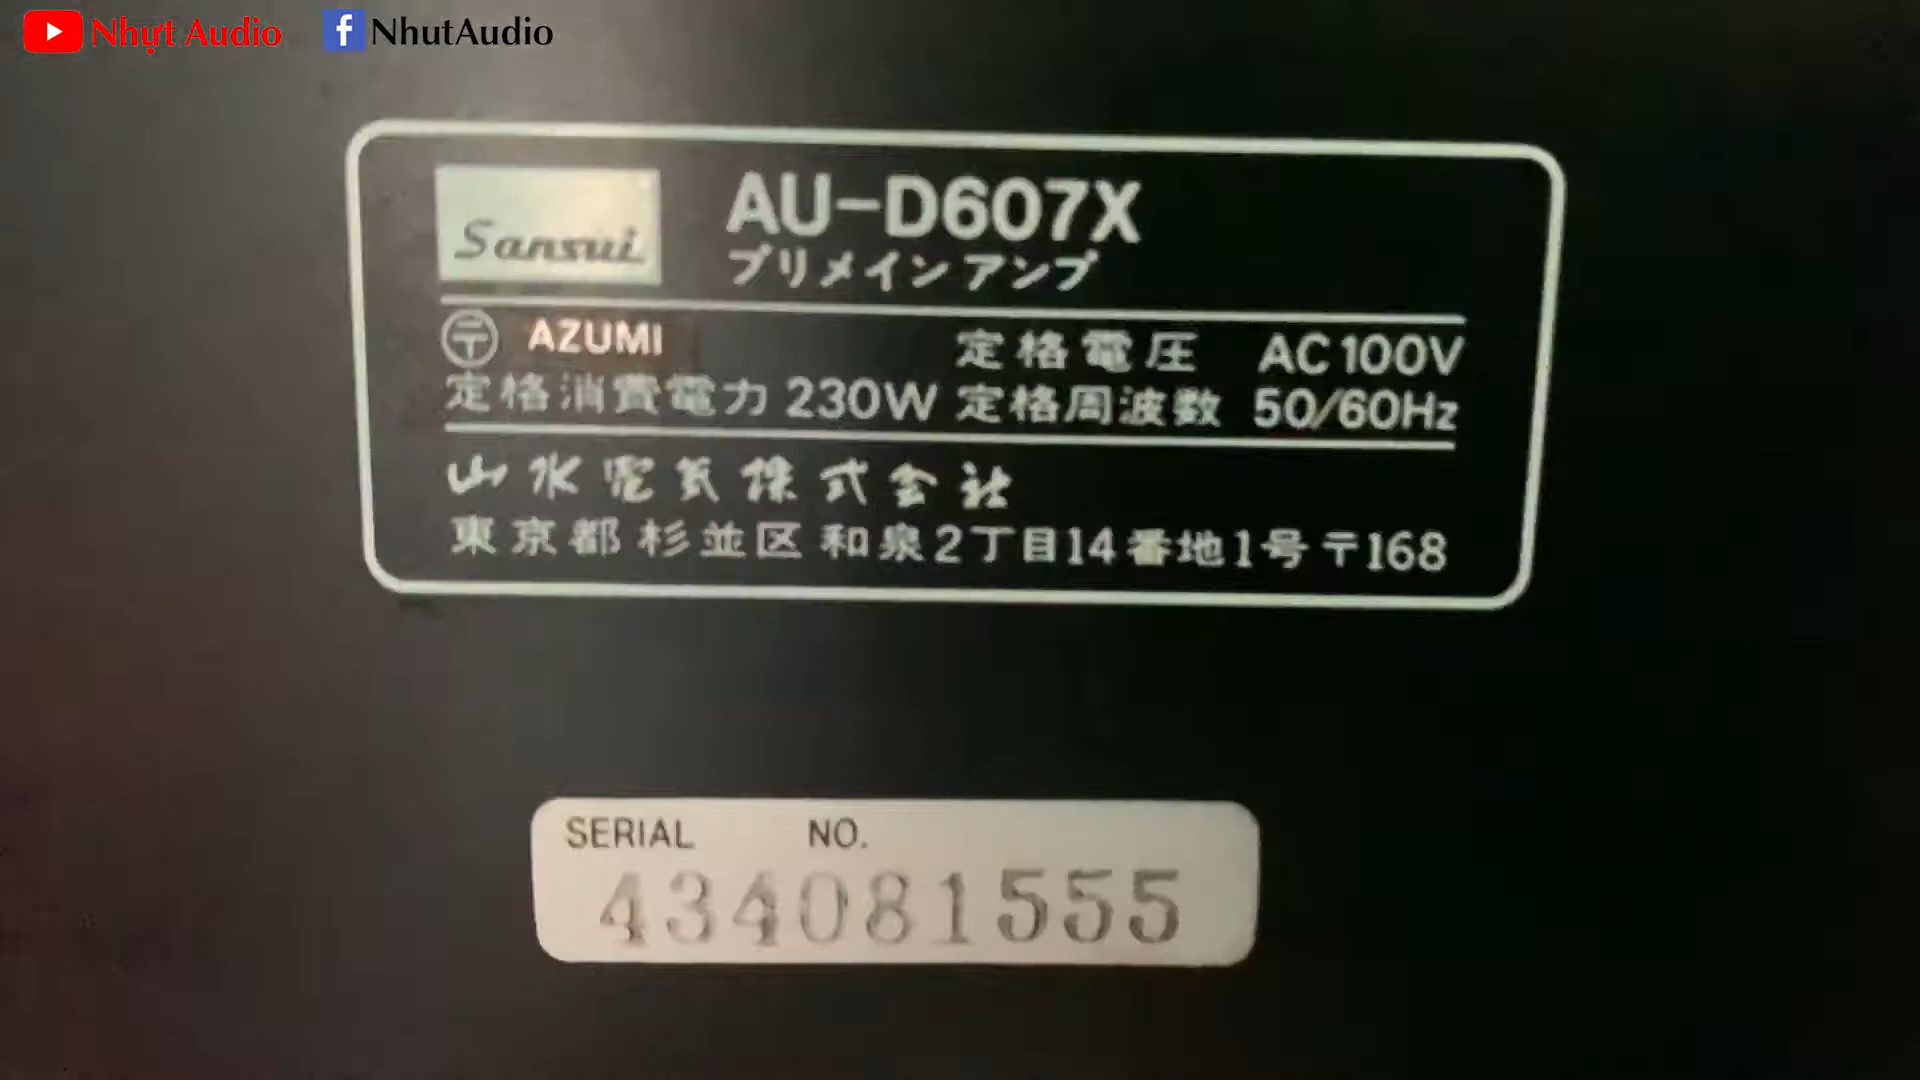 Nhựt Audio NhutAudio
Sansui AU-D607X
プリメインアンプ
〒 AZUMI 定格電圧 AC100V
定格消費電力 230W 定格周波数 50/60Hz
山水電気株式会社
東京都杉並区和泉2丁目14番地1号〒168
SERIAL NO.
434081555